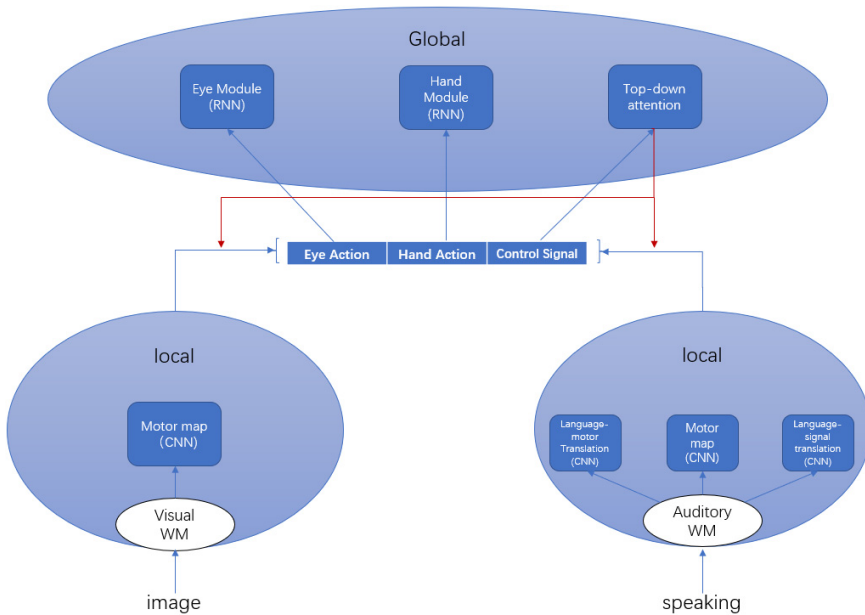 Global
Eye Module
(RNN)
Hand
Module
(RNN)
Top-down
attention
Eye Action
Hand Action
Control Signal
local
Motor map
（CNN)
Visual
WM
image
local
Language-
motor
Translation
(CNN)
Motor
map
(CNN)
Language-
signal
translation
(CNN)
Auditory
WM
speaking